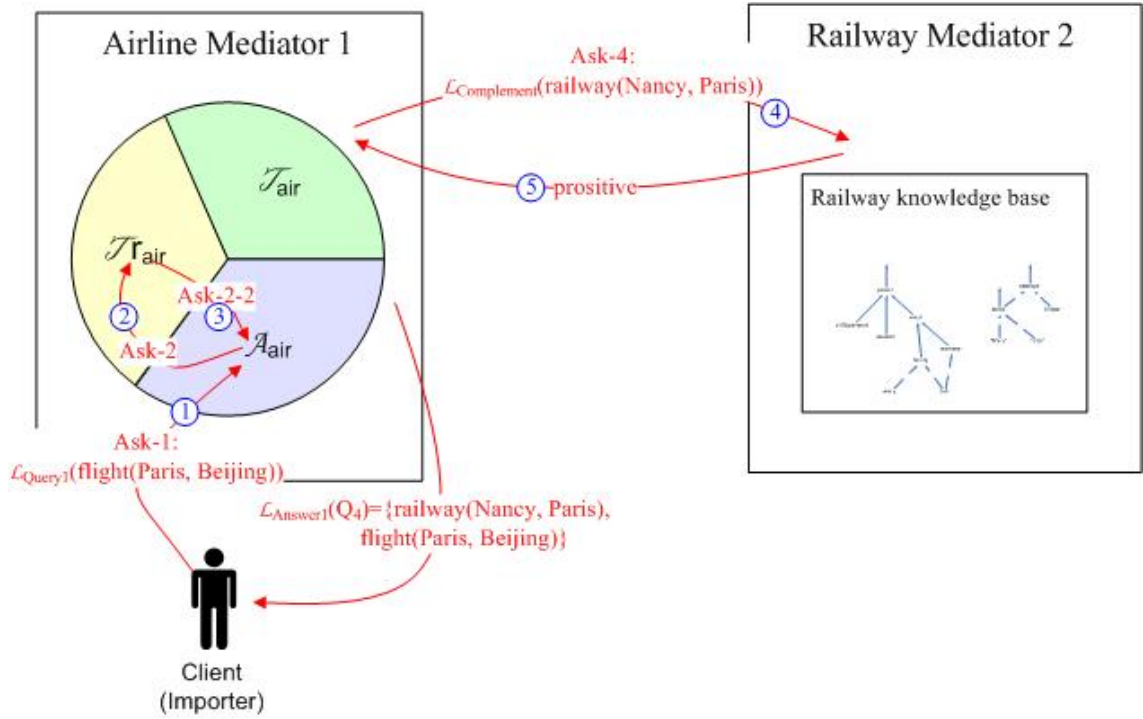 Airline Mediator 1
Railway Mediator 2
Ask-4:
ℒComplement(railway(Nancy, Paris))
4
5 prositive
𝒯air
𝒯rair
Ask-2-2
2
3
Ask-2
𝒜air
1
Ask-1:
ℒQuery1(flight(Paris, Beijing))
Railway knowledge base
ℒAnswer1(Q4)={railway(Nancy, Paris),
flight(Paris, Beijing)}
Client
(Importer)